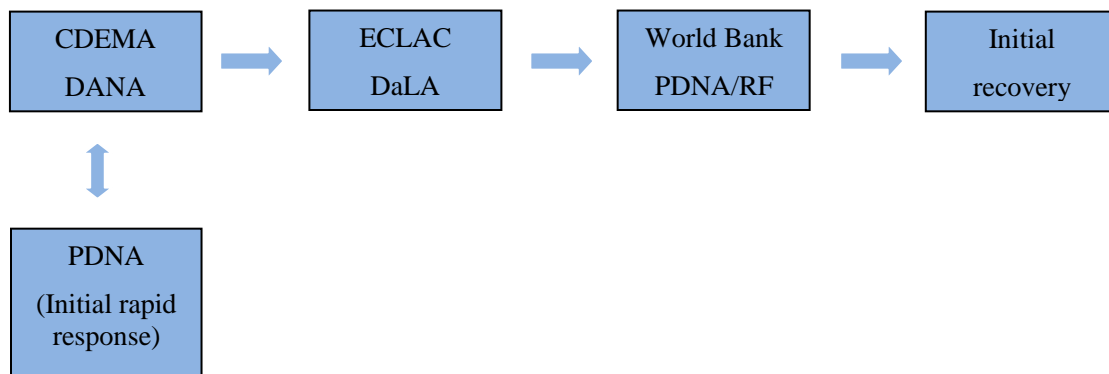 CDEMA
DANA
ECLAC
DaLA
World Bank
PDNA/RF
Initial
recovery
PDNA
(Initial rapid
response)